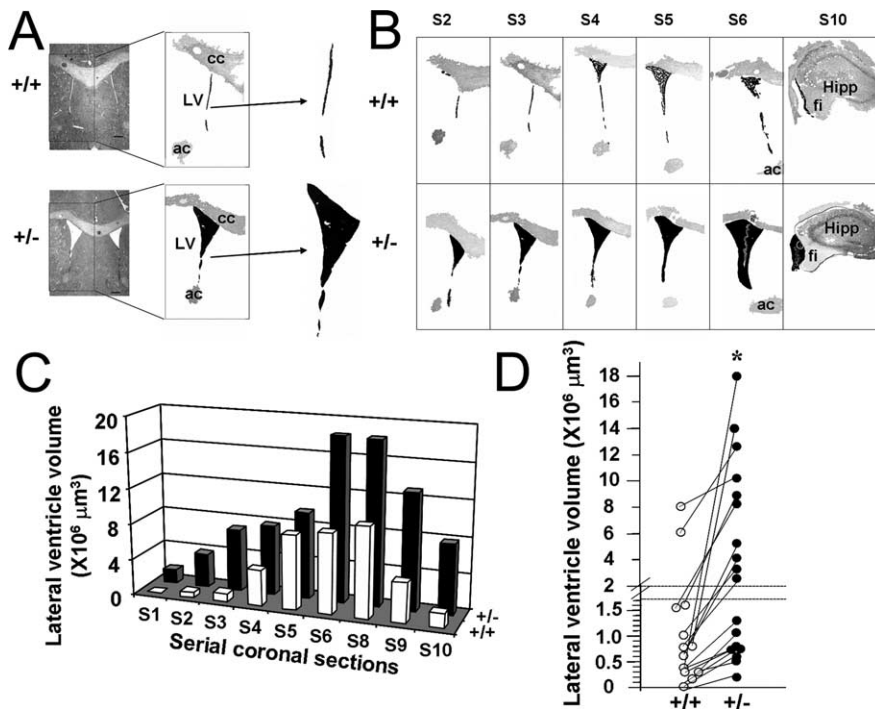 A
+/+
cc
LV
ac
+/-
cc
LV
ac
B
S2 S3 S4 S5 S6 S10
+/+
Hipp
fi
ac
+/-
Hipp
fi
ac
C
Lateral ventricle volume
(X10⁶ μm³)
20
16
12
8
4
0
S1 S2 S3 S4 S5 S6 S8 S9 S10
+/-
+/+
Serial coronal sections
D
Lateral ventricle volume (X10⁶ μm³)
*
18
16
14
12
10
8
6
4
2
1.5
1.0
0.5
0
+/+ +/-